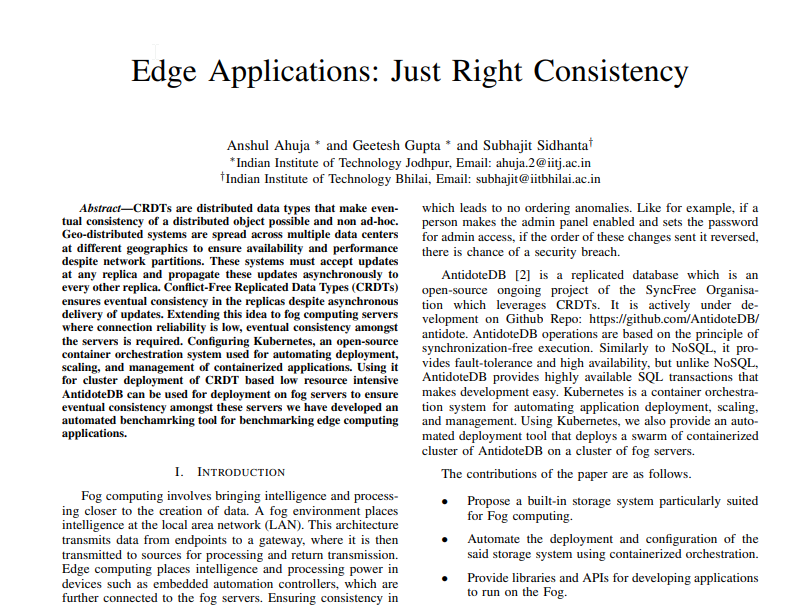 Edge Applications: Just Right Consistency
Anshul Ahuja * and Geetesh Gupta * and Subhajit Sidhanta†
*Indian Institute of Technology Jodhpur, Email: ahuja.2@iitj.ac.in
†Indian Institute of Technology Bhilai, Email: subhajit@iitbhilai.ac.in
Abstract—CRDTs are distributed data types that make even-
tual consistency of a distributed object possible and non ad-hoc.
Geo-distributed systems are spread across multiple data centers
at different geographics to ensure availability and performance
despite network partitions. These systems must accept updates
at any replica and propagate these updates asynchronously to
every other replica. Conflict-Free Replicated Data Types (CRDTs)
ensures eventual consistency in the replicas despite asynchronous
delivery of updates. Extending this idea to fog computing servers
where connection reliability is low, eventual consistency amongst
the servers is required. Configuring Kubernetes, an open-source
container orchestration system used for automating deployment,
scaling, and management of containerized applications. Using it
for cluster deployment of CRDT based low resource intensive
AntidoteDB can be used for deployment on fog servers to ensure
eventual consistency amongst these servers we have developed an
automated benchamrking tool for benchmarking edge computing
applications.
I. INTRODUCTION
Fog computing involves bringing intelligence and process-
ing closer to the creation of data. A fog environment places
intelligence at the local area network (LAN). This architecture
transmits data from endpoints to a gateway, where it is then
transmitted to sources for processing and return transmission.
Edge computing places intelligence and processing power in
devices such as embedded automation controllers, which are
further connected to the fog servers. Ensuring consistency in
which leads to no ordering anomalies. Like for example, if a
person makes the admin panel enabled and sets the password
for admin access, if the order of these changes sent it reversed,
there is chance of a security breach.
AntidoteDB [2] is a replicated database which is an
open-source ongoing project of the SyncFree Organisa-
tion which leverages CRDTs. It is actively under de-
velopment on Github Repo: https://github.com/AntidoteDB/
antidote. AntidoteDB operations are based on the principle of
synchronization-free execution. Similarly to NoSQL, it pro-
vides fault-tolerance and high availability, but unlike NoSQL,
AntidoteDB provides highly available SQL transactions that
makes development easy. Kubernetes is a container orchestra-
tion system for automating application deployment, scaling,
and management. Using Kubernetes, we also provide an auto-
mated deployment tool that deploys a swarm of containerized
cluster of AntidoteDB on a cluster of fog servers.
The contributions of the paper are as follows.
• Propose a built-in storage system particularly suited
for Fog computing.
• Automate the deployment and configuration of the
said storage system using containerized orchestration.
• Provide libraries and APIs for developing applications
to run on the Fog.